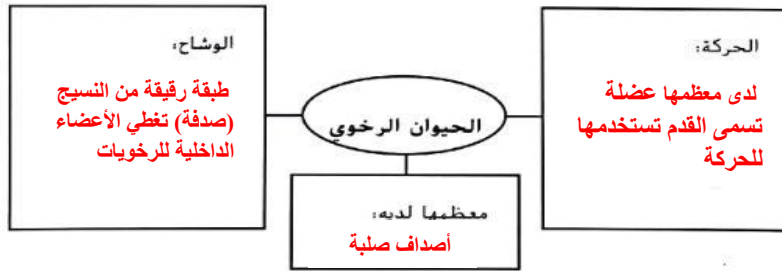 الحركة:
لدى معظمها عضلة
تسمى القدم تستخدمها
للحركة
الحيوان الرخوي
الوشاح:
طبقة رقيقة من النسيج
(صدفة) تغطي الأعضاء
الداخلية للرخويات
معظمها لديه:
أصداف صلبة